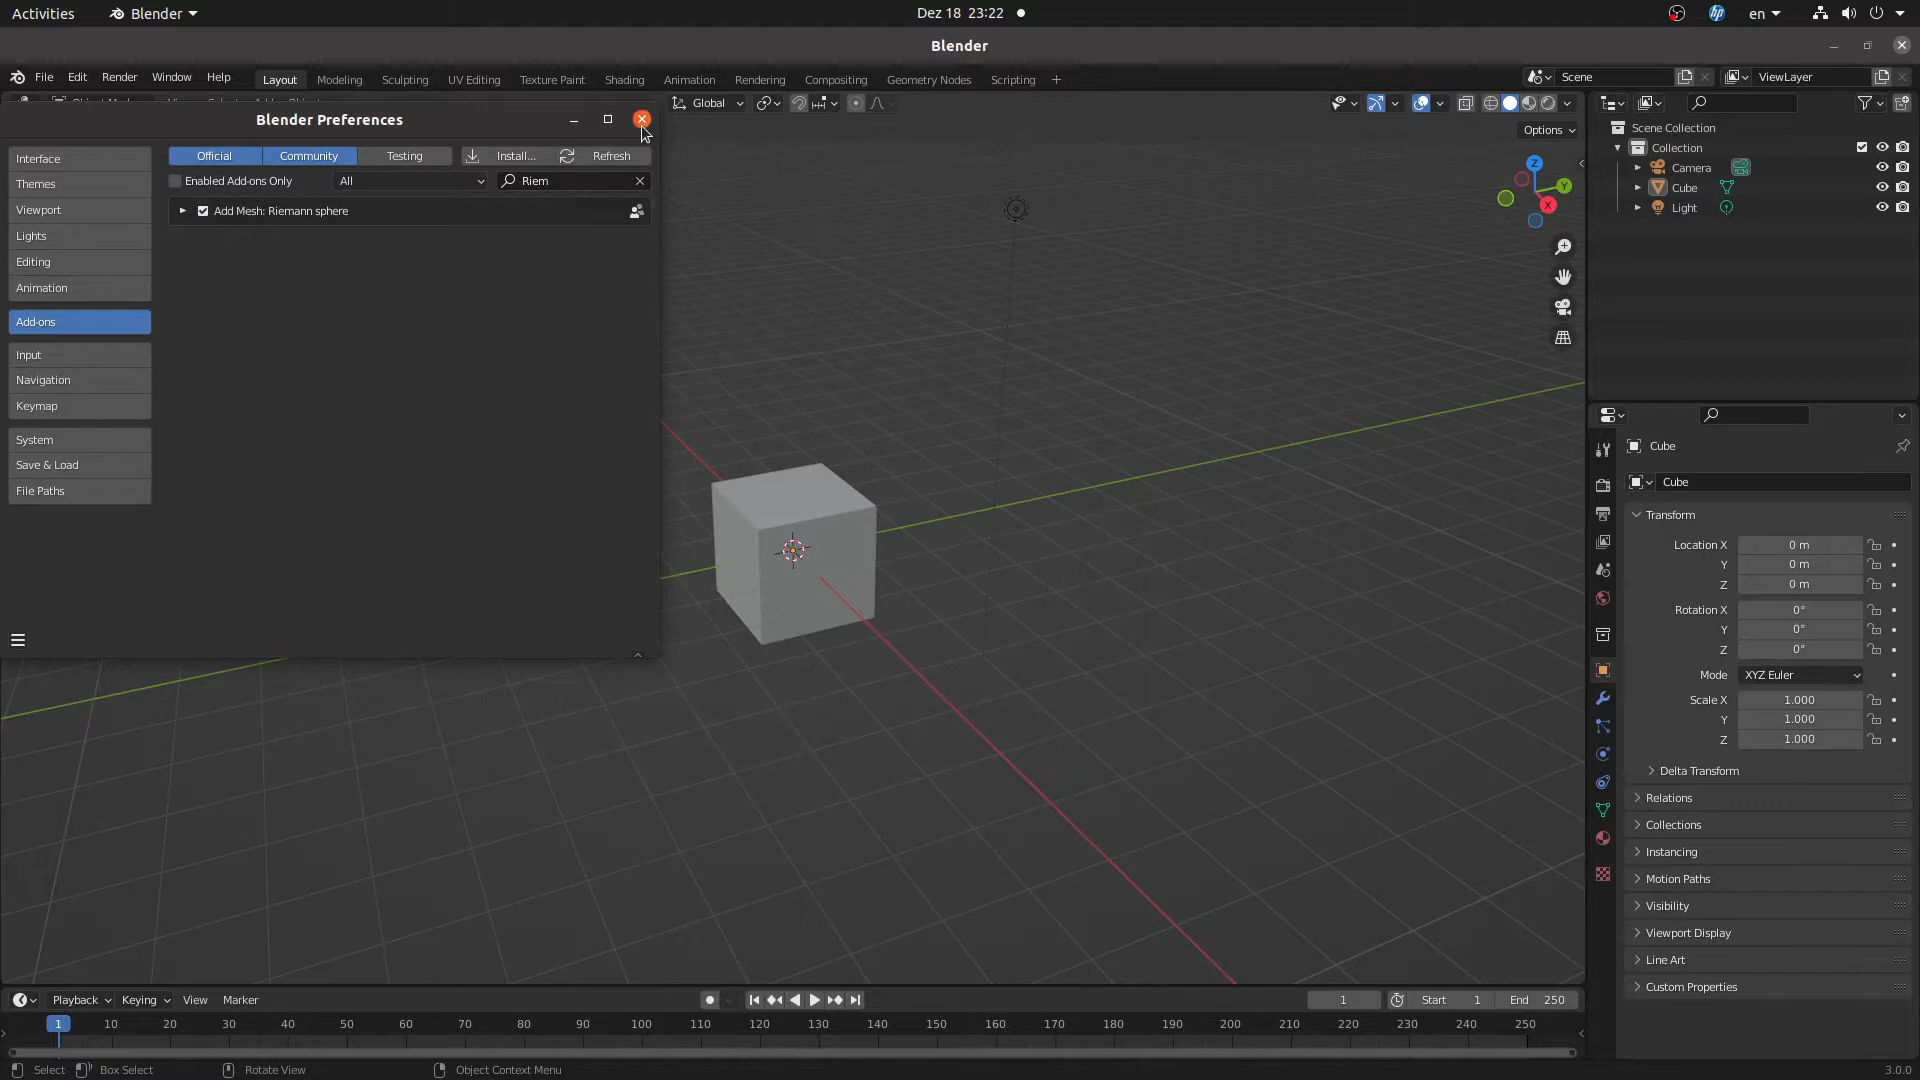 Activities
Blender
Dez 18 23:22
en
Blender
File Edit Render Window Help
Layout Modeling Sculpting UV Editing Texture Paint Shading Animation Rendering Compositing Geometry Nodes Scripting +
Scene
ViewLayer
Global
Options
Blender Preferences
Interface
Themes
Viewport
Lights
Editing
Animation
Add-ons
Input
Navigation
Keymap
System
Save & Load
File Paths
Official Community Testing Install... Refresh
Enabled Add-ons Only All Riem
Add Mesh: Riemann sphere
Z
Y
X
Scene Collection
Collection
Camera
Cube
Light
Cube
Cube
Transform
Location X 0 m
Y 0 m
Z 0 m
Rotation X 0°
Y 0°
Z 0°
Mode XYZ Euler
Scale X 1.000
Y 1.000
Z 1.000
Delta Transform
Relations
Collections
Instancing
Motion Paths
Visibility
Viewport Display
Line Art
Custom Properties
Playback Keying View Marker
1 Start 1 End 250
1 10 20 30 40 50 60 70 80 90 100 110 120 130 140 150 160 170 180 190 200 210 220 230 240 250
Select Box Select Rotate View Object Context Menu 3.0.0